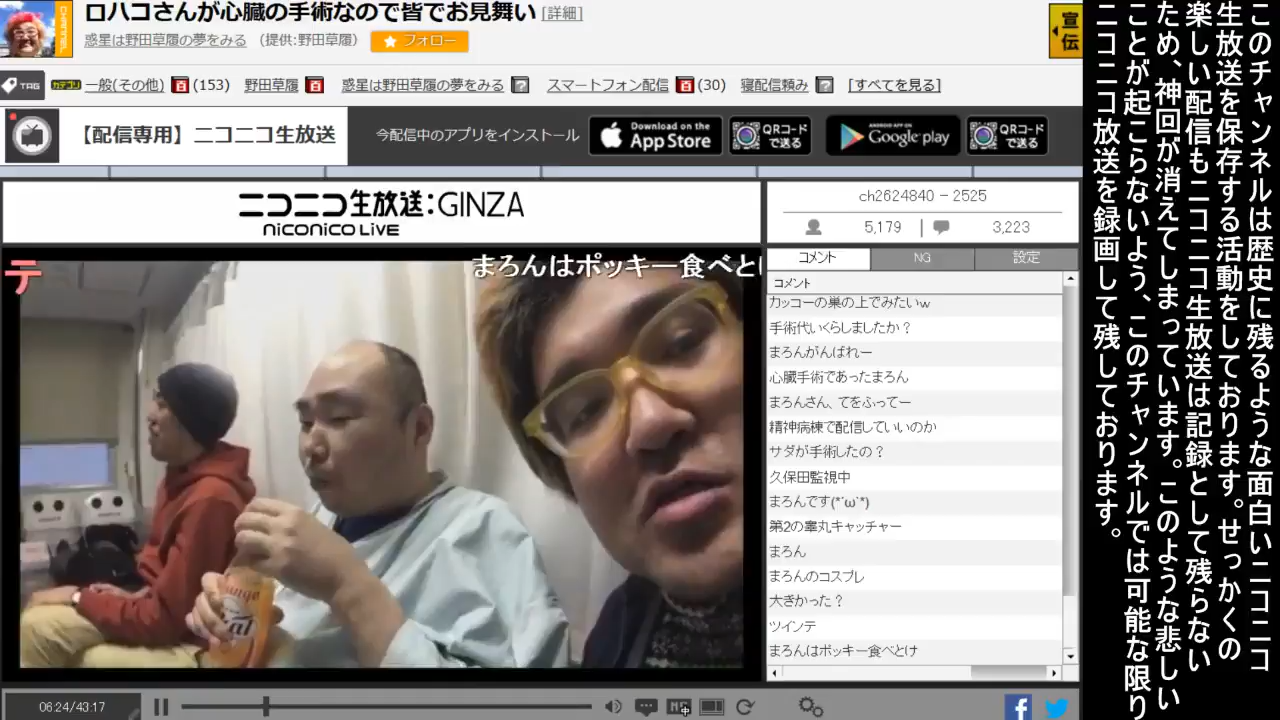 ロハコさんが心臓の手術なので皆でお見舞い [詳細]
惑星は野田草履の夢をみる (提供:野田草履) フォロー
CHANNEL
宣伝
TAG カテゴリ 一般(その他) 百 (153) 野田草履 百 惑星は野田草履の夢をみる ? スマートフォン配信 百 (30) 寝配信頼み ? [すべてを見る]
【配信専用】ニコニコ生放送
今配信中のアプリをインストール
Download on the App Store
QRコードで送る
ANDROID APP ON Google play
QRコードで送る
ニコニコ生放送:GINZA
niconico Live
ch2624840 - 2525
5,179 | 3,223
コメント NG 設定
コメント
カッコーの巣の上でみたいw
手術代いくらしましたか?
まろんがんばれー
心臓手術であったまろん
まろんさん、てをふってー
精神病棟で配信していいのか
サダが手術したの?
久保田監視中
まろんです(*'ω`*)
第2の睾丸キャッチャー
まろん
まろんのコスプレ
大きかった?
ツインテ
まろんはポッキー食べとけ
テ
まろんはポッキー食べとけ
06:24/43:17
このチャンネルは歴史に残るような面白いニコニコ
生放送を保存する活動をしております。せっかくの
楽しい配信もニコニコ生放送は記録として残らない
ため、神回が消えてしまっています。このような悲しい
ことが起こらないよう、このチャンネルでは可能な限り
ニコニコ放送を録画して残しております。